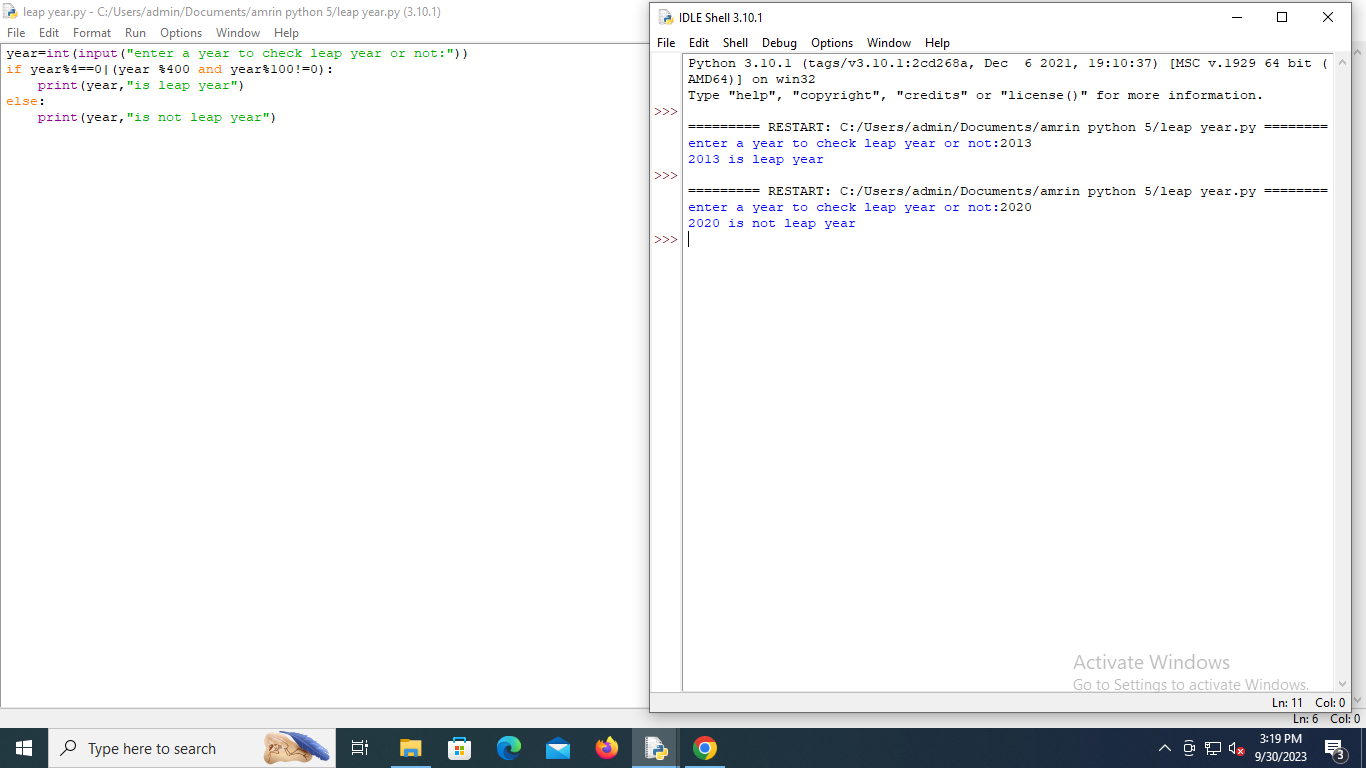 leap year.py - C:/Users/admin/Documents/amrin python 5/leap year.py (3.10.1)
File Edit Format Run Options Window Help
year=int(input("enter a year to check leap year or not:"))
if year%4==0|(year %400 and year%100!=0):
    print(year,"is leap year")
else:
    print(year,"is not leap year")
IDLE Shell 3.10.1
File Edit Shell Debug Options Window Help
Python 3.10.1 (tags/v3.10.1:2cd268a, Dec  6 2021, 19:10:37) [MSC v.1929 64 bit (
AMD64)] on win32
Type "help", "copyright", "credits" or "license()" for more information.
>>>
========= RESTART: C:/Users/admin/Documents/amrin python 5/leap year.py ========
enter a year to check leap year or not:2013
2013 is leap year
>>>
========= RESTART: C:/Users/admin/Documents/amrin python 5/leap year.py ========
enter a year to check leap year or not:2020
2020 is not leap year
>>>
Activate Windows
Go to Settings to activate Windows.
Ln: 11 Col: 0
Ln: 6 Col: 0
Type here to search
3:19 PM
9/30/2023
3